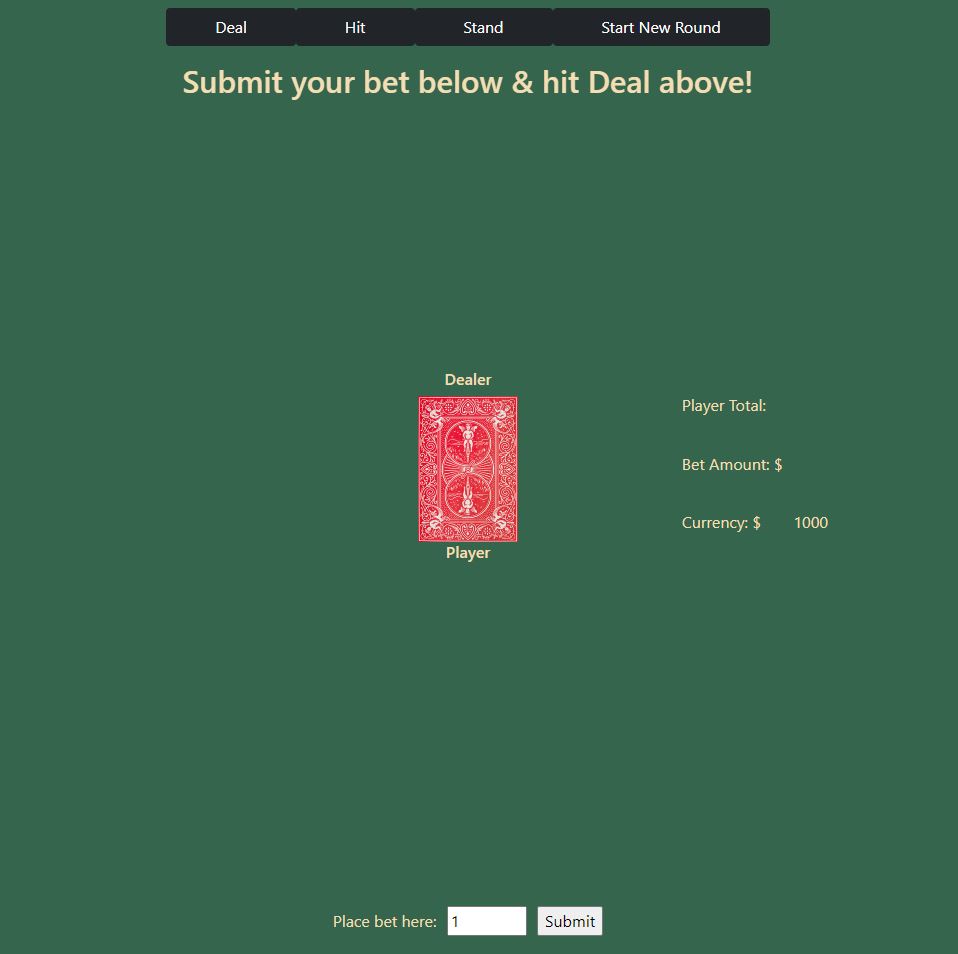 Deal Hit Stand Start New Round
Submit your bet below & hit Deal above!
Dealer
Player Total:
Bet Amount: $
Currency: $ 1000
Player
Place bet here: 1 Submit